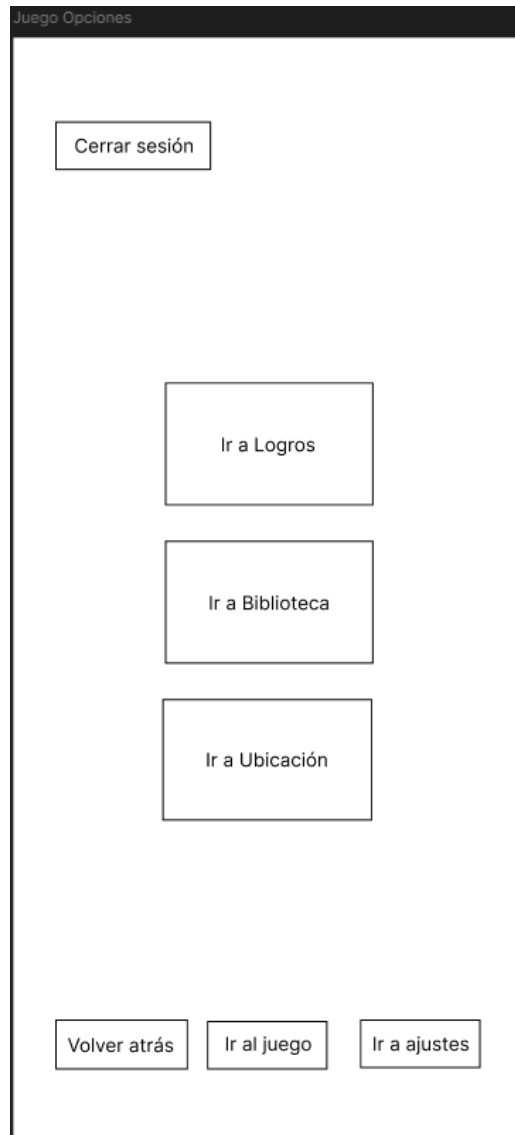 Juego Opciones
Cerrar sesión
Ir a Logros
Ir a Biblioteca
Ir a Ubicación
Volver atrás
Ir al juego
Ir a ajustes